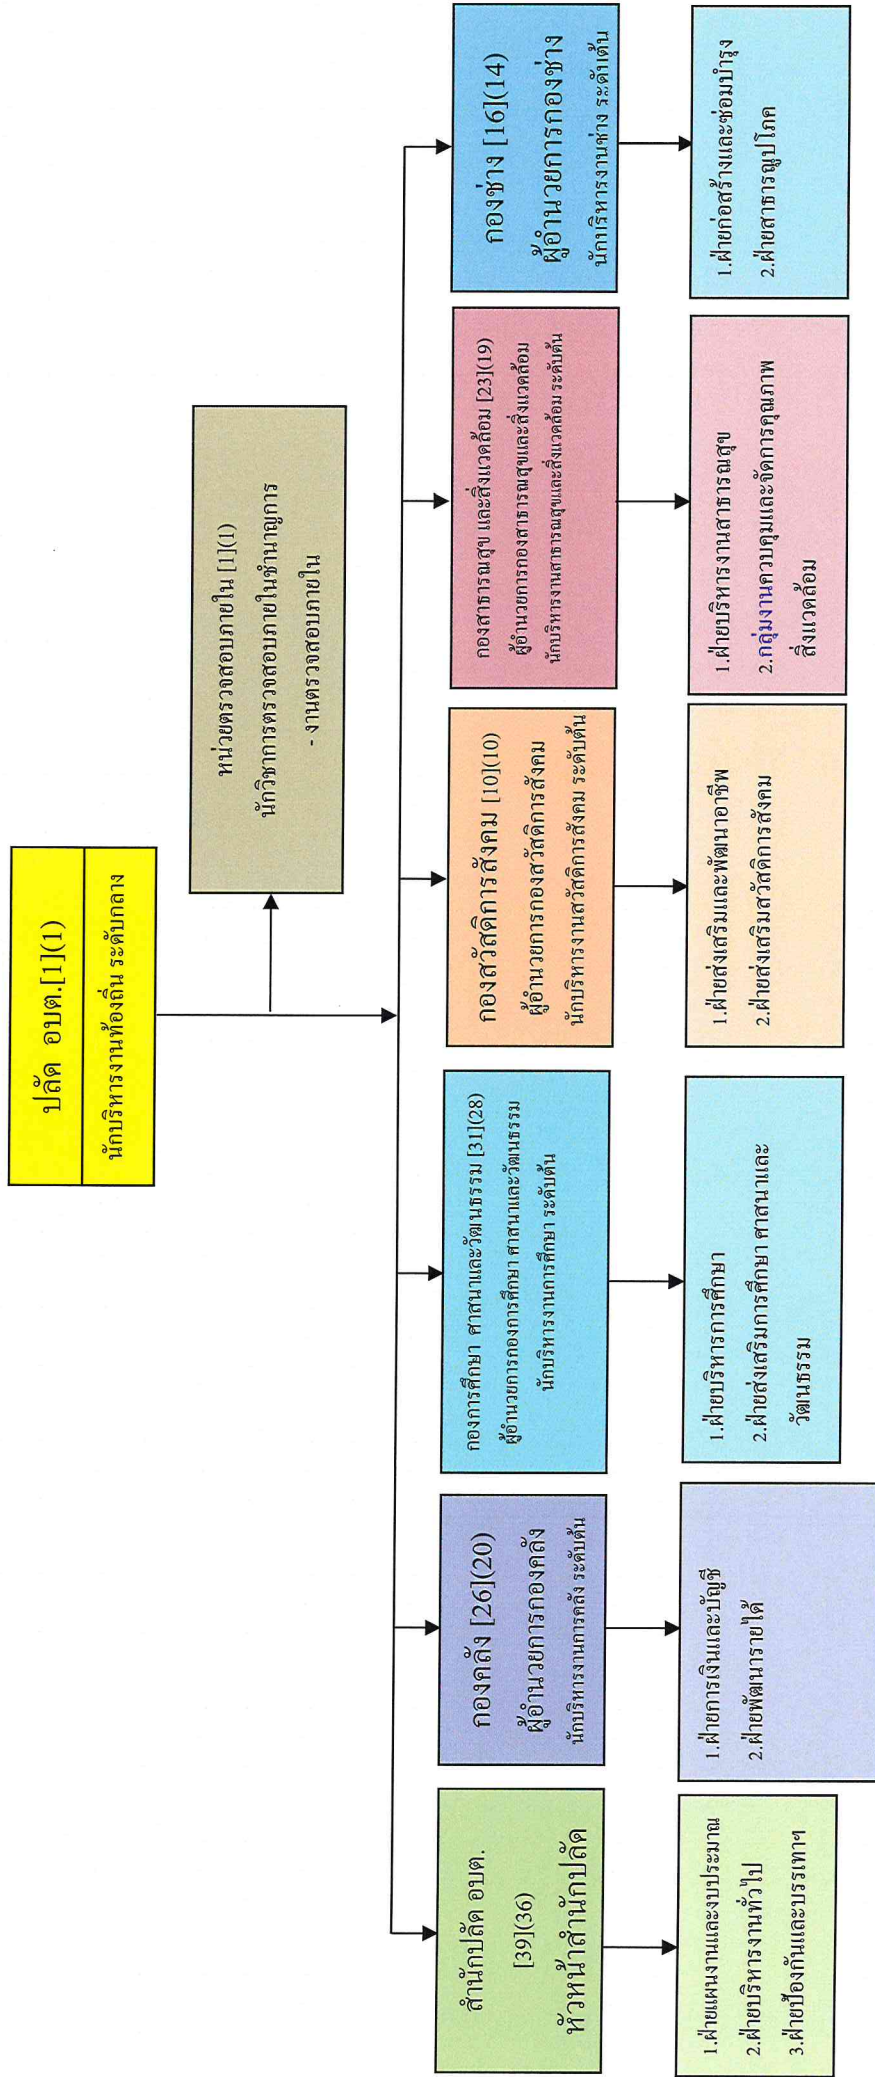 ปลัด อบต.[1](1)
นักบริหารงานท้องถิ่น ระดับกลาง
หน่วยตรวจสอบภายใน [1](1)
นักวิชาการตรวจสอบภายในชำนาญการ
- งานตรวจสอบภายใน
สำนักปลัด อบต.
[39](36)
หัวหน้าสำนักปลัด
กองคลัง [26](20)
ผู้อำนวยการกองคลัง
นักบริหารงานการคลัง ระดับต้น
กองการศึกษา ศาสนาและวัฒนธรรม [31](28)
ผู้อำนวยการกองการศึกษา ศาสนาและวัฒนธรรม
นักบริหารงานการศึกษา ระดับต้น
กองสวัสดิการสังคม [10](10)
ผู้อำนวยการกองสวัสดิการสังคม
นักบริหารงานสวัสดิการสังคม ระดับต้น
กองสาธารณสุข และสิ่งแวดล้อม [23](19)
ผู้อำนวยการกองสาธารณสุขและสิ่งแวดล้อม
นักบริหารงานสาธารณสุขและสิ่งแวดล้อม ระดับต้น
กองช่าง [16](14)
ผู้อำนวยการกองช่าง
นักบริหารงานช่าง ระดับต้น
1.ฝ่ายแผนงานและงบประมาณ
2.ฝ่ายบริหารงานทั่วไป
3.ฝ่ายป้องกันและบรรเทาฯ
1.ฝ่ายการเงินและบัญชี
2.ฝ่ายพัฒนารายได้
1.ฝ่ายบริหารการศึกษา
2.ฝ่ายส่งเสริมการศึกษา ศาสนาและ
วัฒนธรรม
1.ฝ่ายส่งเสริมและพัฒนาอาชีพ
2.ฝ่ายส่งเสริมสวัสดิการสังคม
1.ฝ่ายบริหารงานสาธารณสุข
2.กลุ่มงานควบคุมและจัดการคุณภาพ
สิ่งแวดล้อม
1.ฝ่ายก่อสร้างและซ่อมบำรุง
2.ฝ่ายสาธารณูปโภค